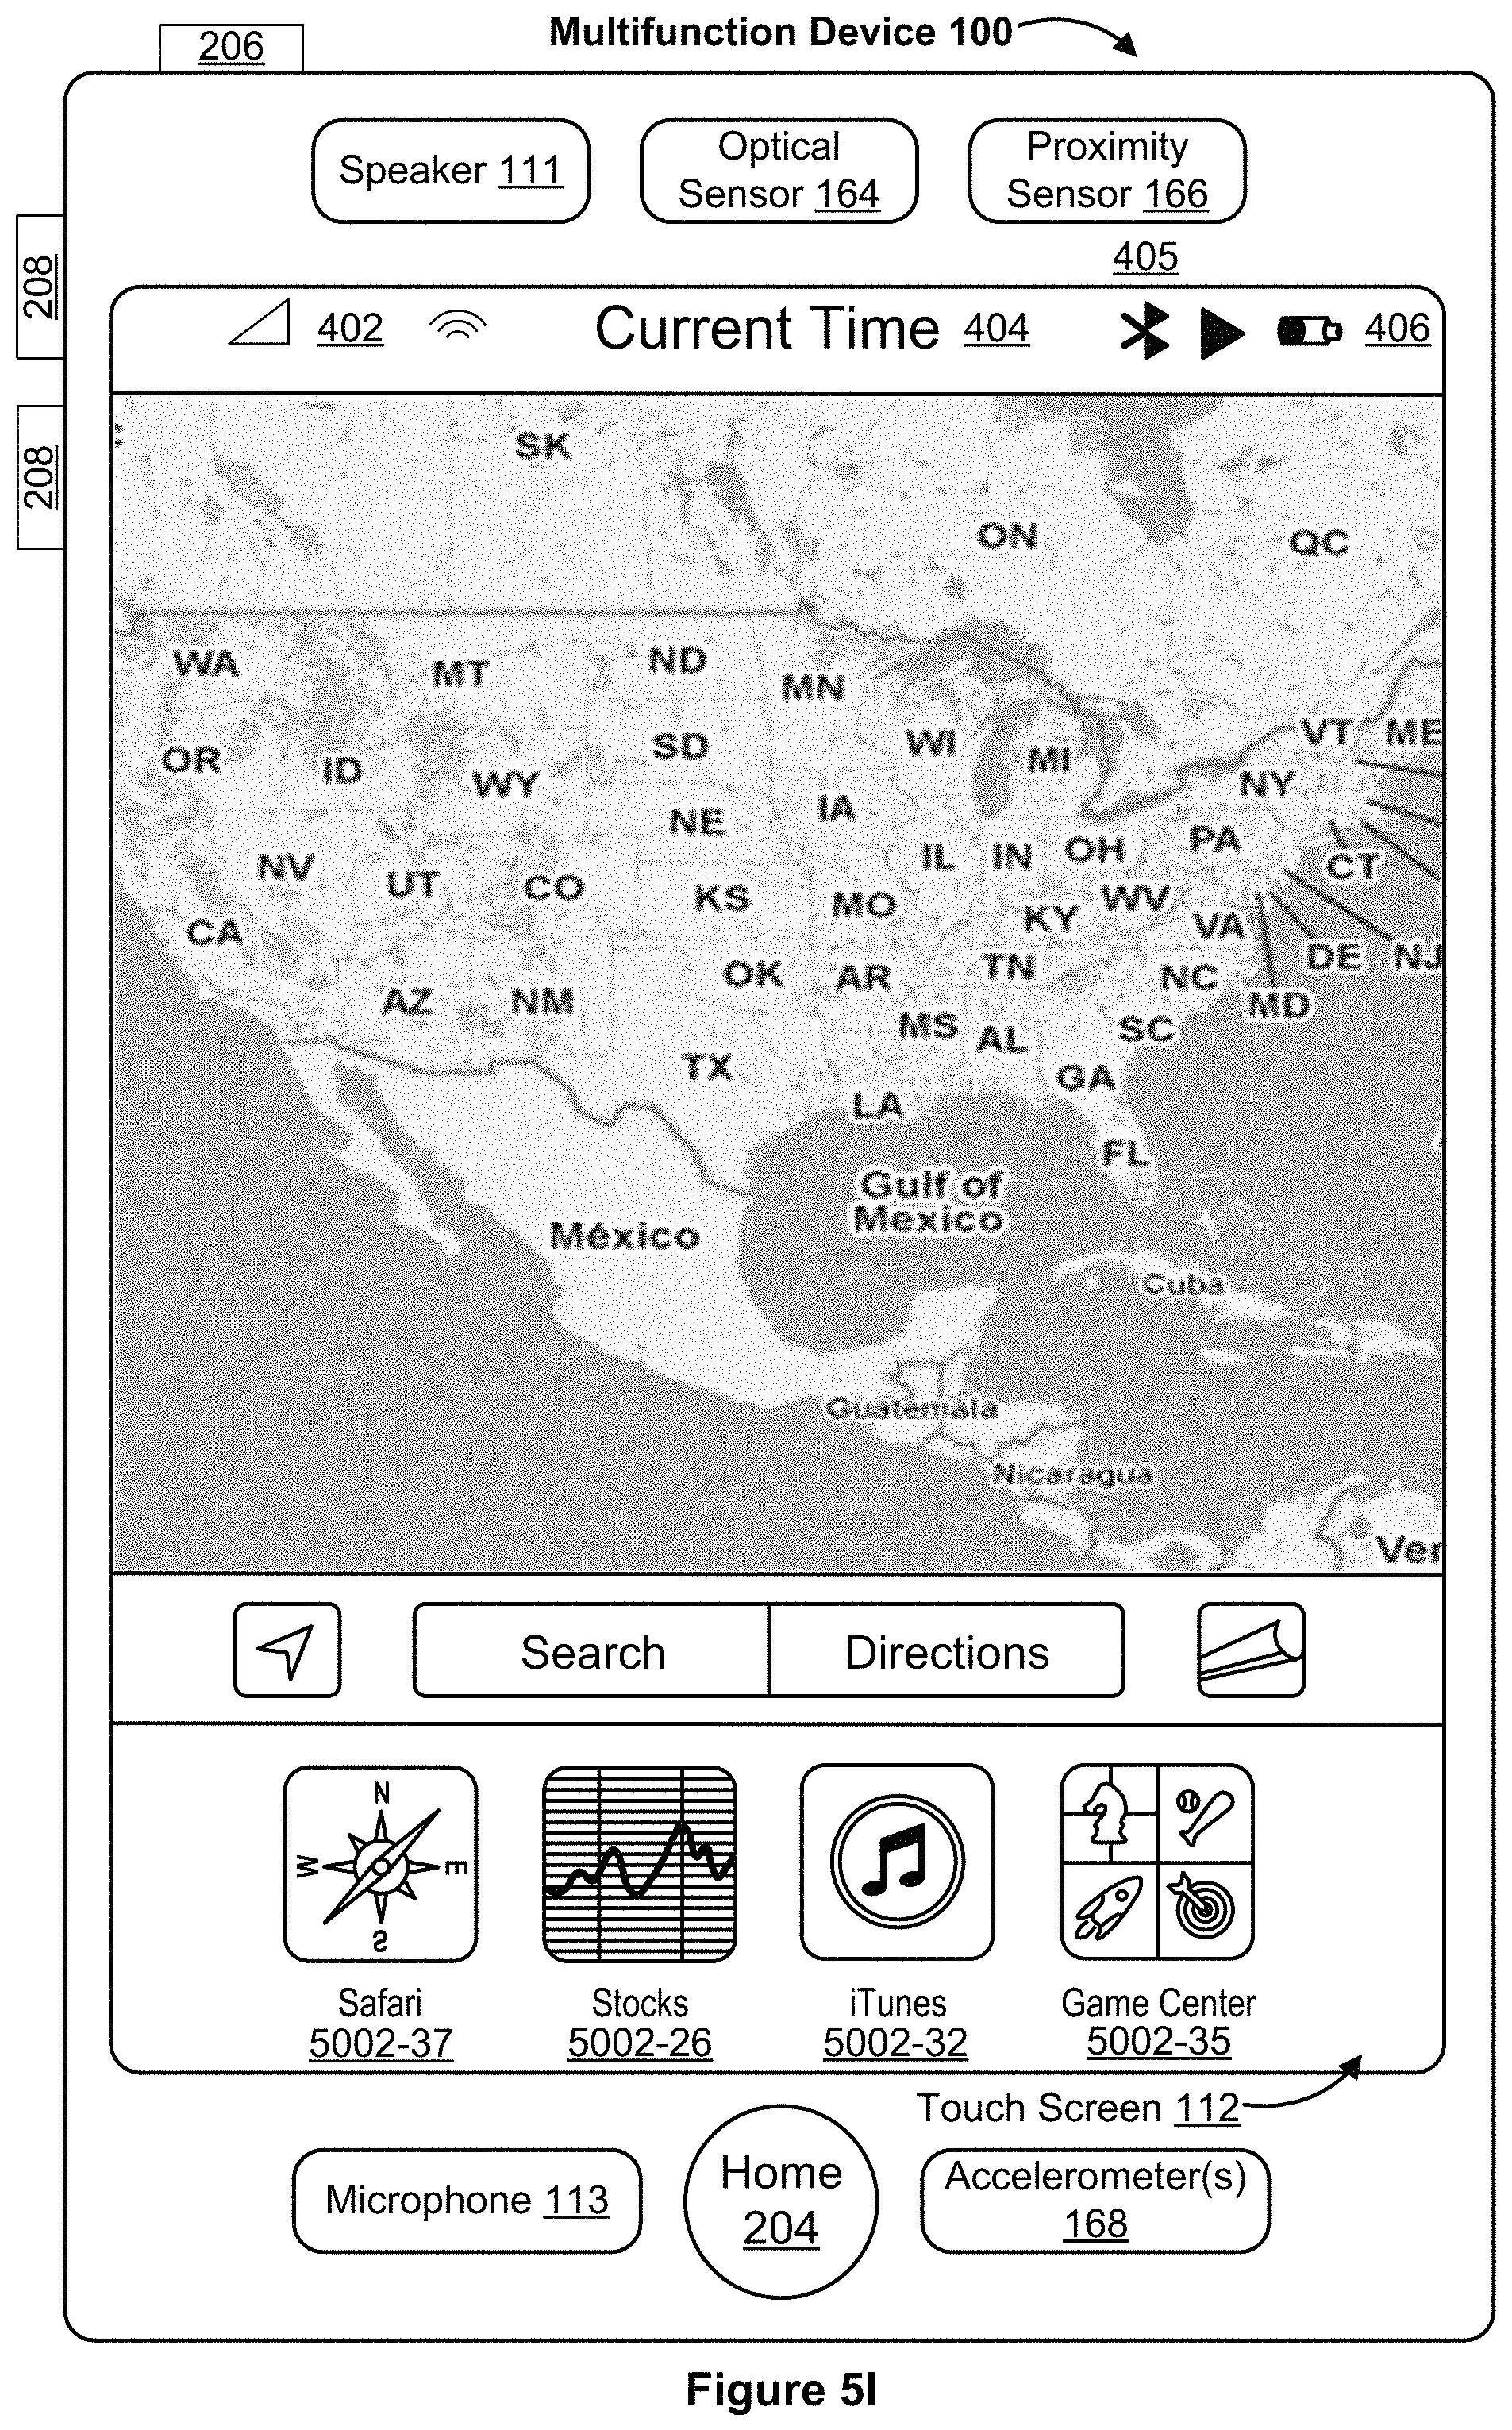 Multifunction Device 100
206
Speaker 111
Optical
Sensor 164
Proximity
Sensor 166
208
208
405
402
Current Time 404
406
SK
ON
QC
WA
MT
ND
MN
OR
ID
WY
SD
WI
MI
VT
ME
NY
NE
IA
NV
UT
CO
KS
MO
IL
IN
OH
PA
CT
WV
KY
VA
CA
AZ
NM
OK
AR
TN
NC
DE
NJ
MD
MS
AL
SC
TX
LA
GA
FL
Gulf of
Mexico
México
Cuba
Guatemala
Nicaragua
Ver
Search
Directions
N
W
E
S
Safari
5002-37
Stocks
5002-26
iTunes
5002-32
Game Center
5002-35
Touch Screen 112
Microphone 113
Home
204
Accelerometer(s)
168
Figure 5I